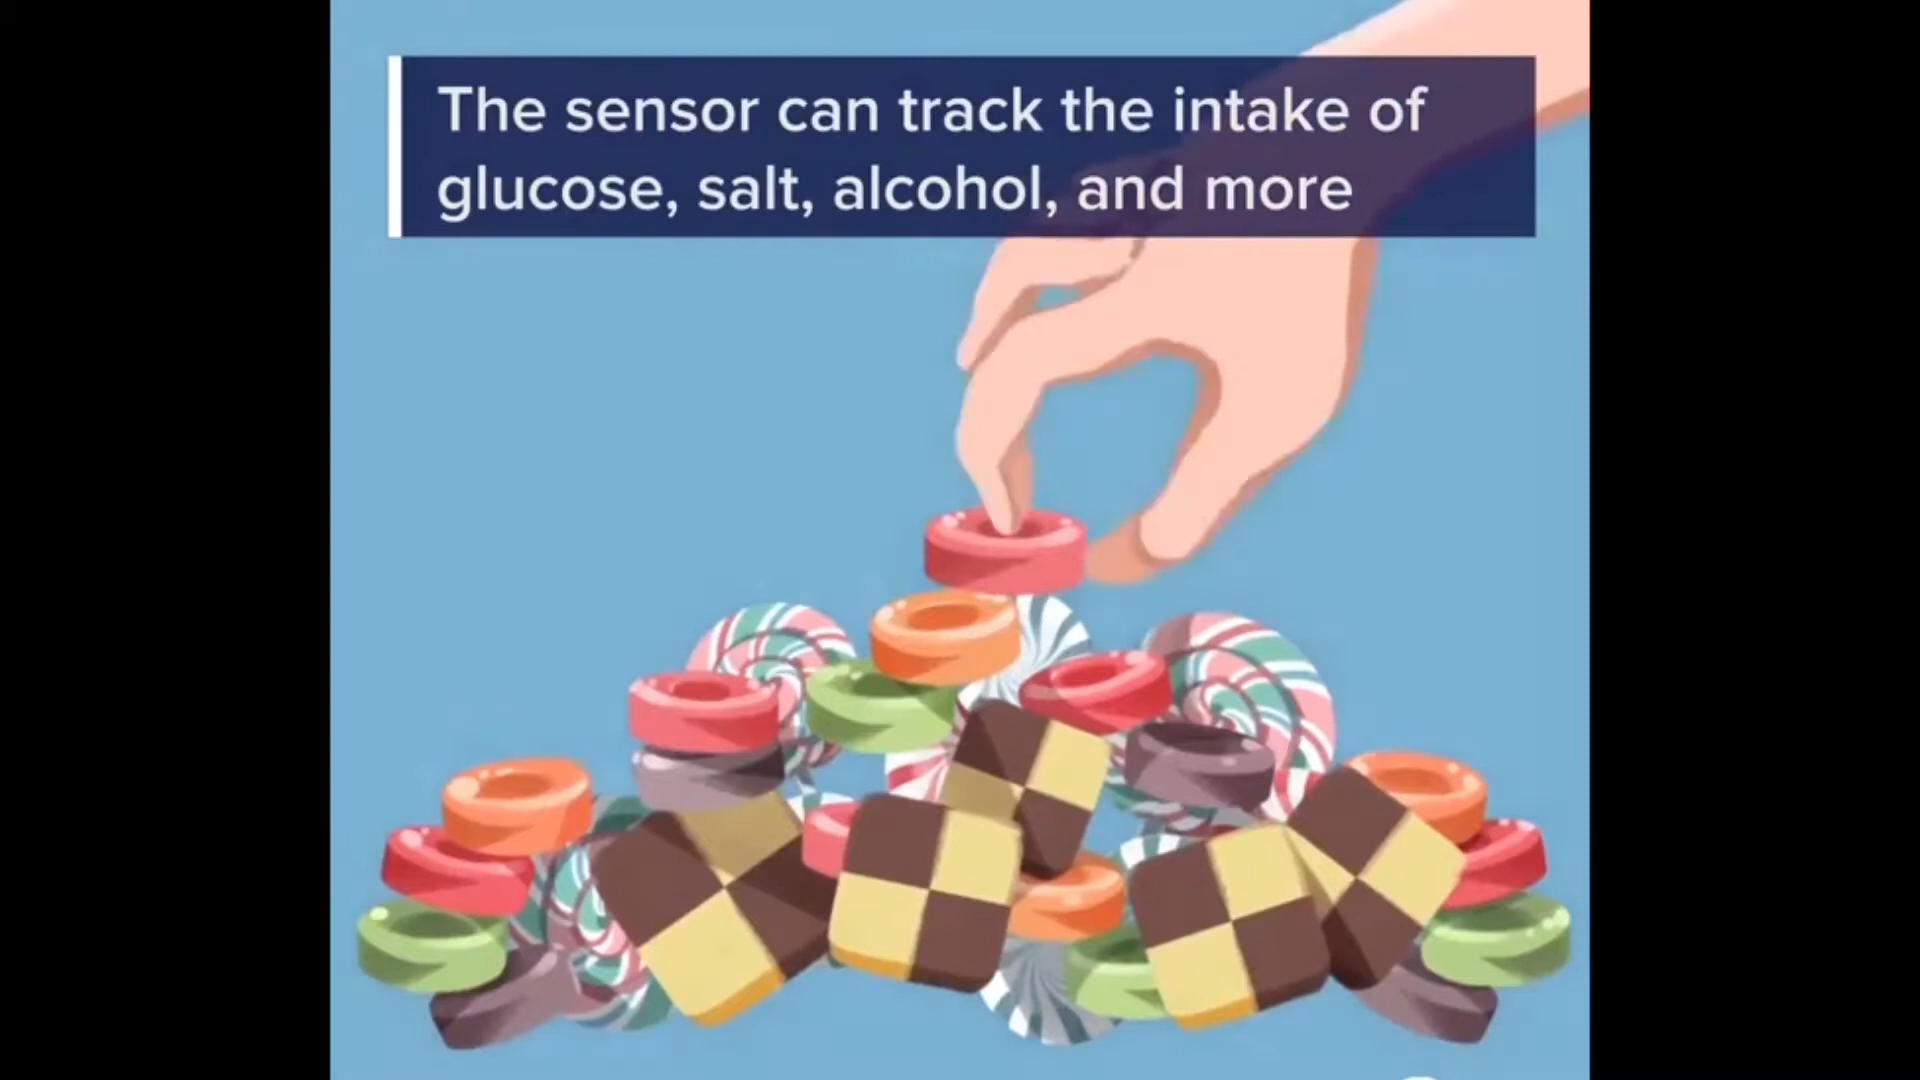 The sensor can track the intake of
glucose, salt, alcohol, and more